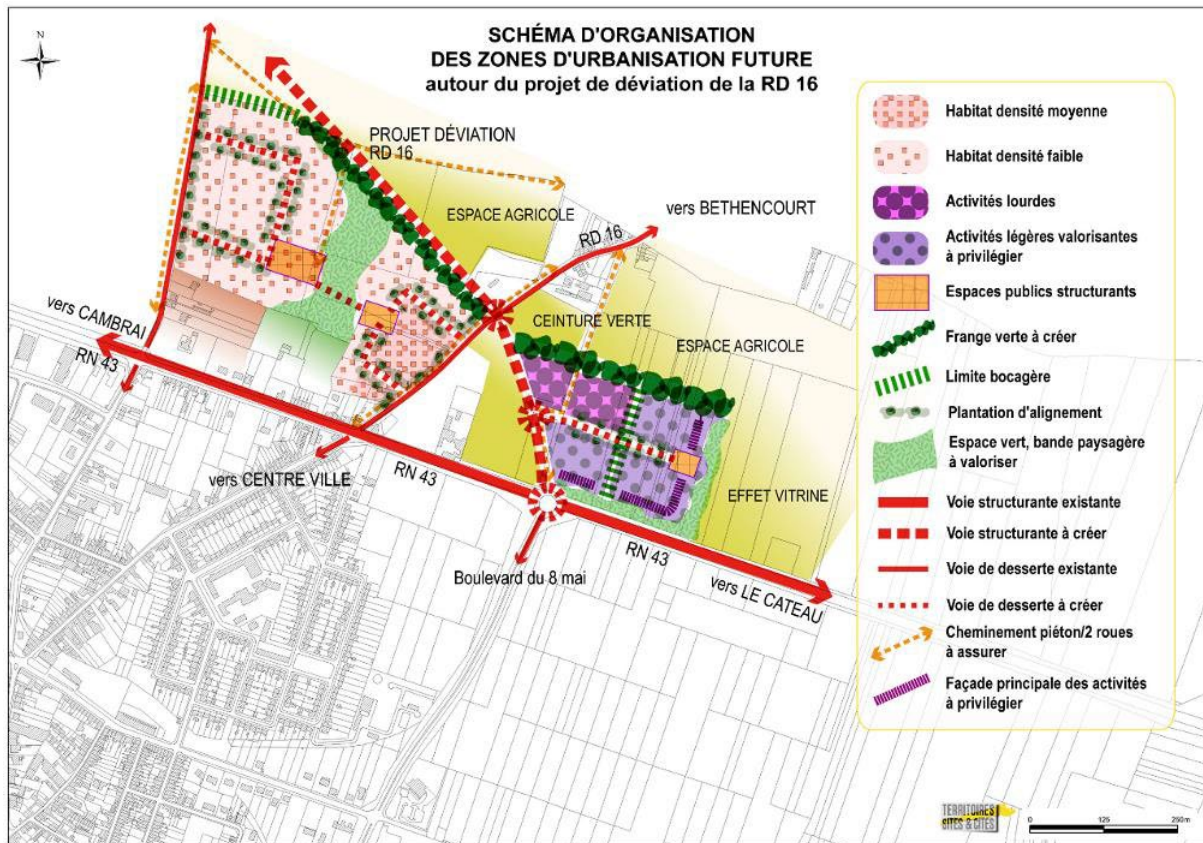 SCHÉMA D'ORGANISATION
DES ZONES D'URBANISATION FUTURE
autour du projet de déviation de la RD 16
N
PROJET DÉVIATION
RD 16
ESPACE AGRICOLE
RD 16
vers BETHENCOURT
vers CAMBRAI
RN 43
CEINTURE VERTE
ESPACE AGRICOLE
vers CENTRE VILLE
RN 43
EFFET VITRINE
Boulevard du 8 mai
RN 43
vers LE CATEAU
Habitat densité moyenne
Habitat densité faible
Activités lourdes
Activités légères valorisantes
à privilégier
Espaces publics structurants
Frange verte à créer
Limite bocagère
Plantation d'alignement
Espace vert, bande paysagère
à valoriser
Voie structurante existante
Voie structurante à créer
Voie de desserte existante
Voie de desserte à créer
Cheminement piéton/2 roues
à assurer
Façade principale des activités
à privilégier
TERRITOIRES
SITES & CITÉS
0 125 250m